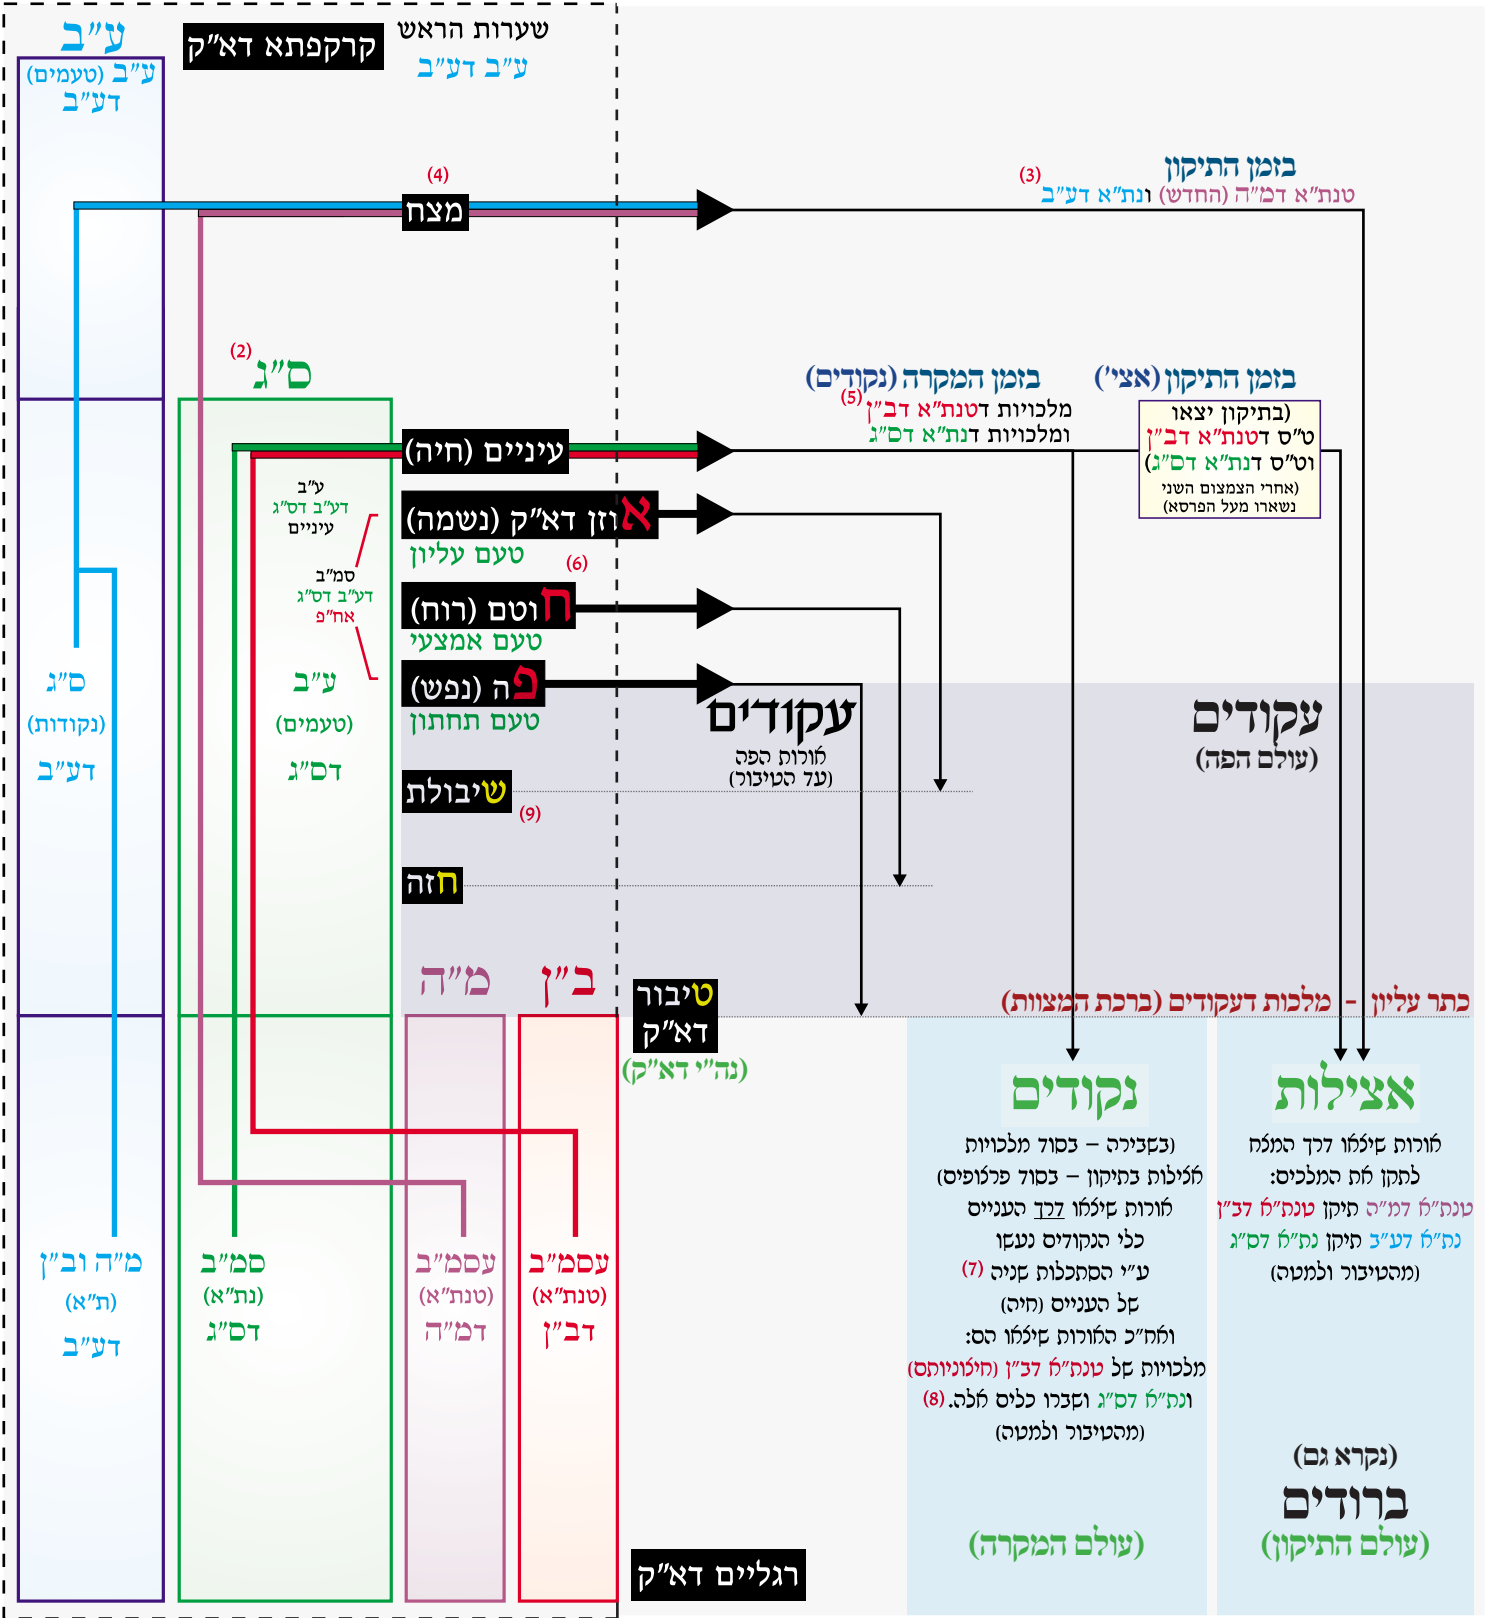 ע"ב
ע"ב (טעמים)
דע"ב
קרקפתא דא"ק
שערות הראש
ע"ב דע"ב
(4)
מצח
(3)
בזמן התיקון
טנת"א דמ"ה (החדש) ונת"א דע"ב
(2)
ס"ג
בזמן התיקון (אצי')
בזמן המקרה (נקודים)
(5)
מלכויות דטנת"א דב"ן
ומלכויות דנת"א דס"ג
(בתיקון יצאו
ט"ס דטנת"א דב"ן
וט"ס דנת"א דס"ג)
(אחרי הצמצום השני
נשארו מעל הפרסא)
עיניים (חיה)
ע"ב
דע"ב דס"ג
עיניים
אוזן דא"ק (נשמה)
טעם עליון
(6)
סמ"ב
דע"ב דס"ג
אח"פ
חוטם (רוח)
טעם אמצעי
פה (נפש)
טעם תחתון
ס"ג
(נקודות)
דע"ב
ע"ב
(טעמים)
דס"ג
עקודים
אורות הפה
(עד הטיבור)
עקודים
(עולם הפה)
שיבולת
(9)
חזה
מ"ה
ב"ן
טיבור
דא"ק
(נה"י דא"ק)
כתר עליון - מלכות דעקודים (ברכת המצוות)
נקודים
(בשבירה – בסוד מלכויות
אצילות בתיקון – בסוד פרצופים)
אורות שיצאו דרך העניים
כלי הנקודים נעשו
ע"י הסתכלות שניה (7)
של העניים (חיה)
ואח"כ האורות שיצאו הם:
מלכויות של טנת"א דב"ן (חיצוניותם)
ונת"א דס"ג ושברו כלים אלה. (8)
(מהטיבור ולמטה)
(עולם המקרה)
אצילות
אורות שיצאו דרך המצח
לתקן את המלכים:
טנת"א דמ"ה תיקן טנת"א דב"ן
נת"א דע"ב תיקן נת"א דס"ג
(מהטיבור ולמטה)
(נקרא גם)
ברודים
(עולם התיקון)
מ"ה וב"ן
(ת"א)
דע"ב
סמ"ב
(נת"א)
דס"ג
עסמ"ב
(טנת"א)
דמ"ה
עסמ"ב
(טנת"א)
דב"ן
רגליים דא"ק